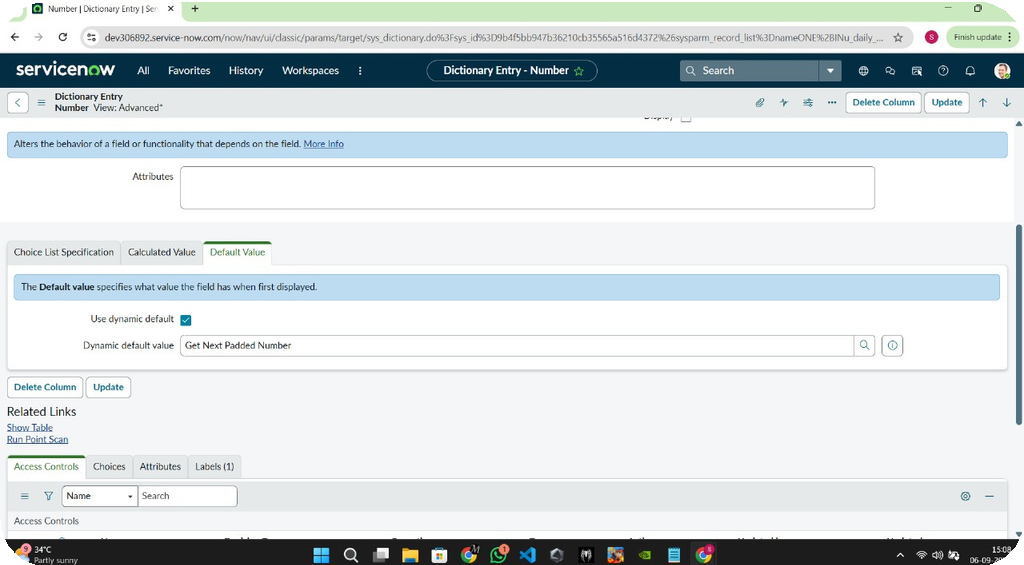 Number | Dictionary Entry | Serv
dev306892.service-now.com/now/nav/ui/classic/params/target/sys_dictionary.do%3Fsys_id%3D9b4f5bb947b36210cb35565a516d4372%26sysparm_record_list%3DnameONE%2BINu_daily_...
S
Finish update
servicenow
All
Favorites
History
Workspaces
Dictionary Entry - Number
Search
Dictionary Entry
Number View: Advanced*
Delete Column
Update
Display
Alters the behavior of a field or functionality that depends on the field. More Info
Attributes
Choice List Specification
Calculated Value
Default Value
The Default value specifies what value the field has when first displayed.
Use dynamic default
Dynamic default value
Get Next Padded Number
Delete Column
Update
Related Links
Show Table
Run Point Scan
Access Controls
Choices
Attributes
Labels (1)
Name
Search
Access Controls
34°C
Partly sunny
15:08
06-09-